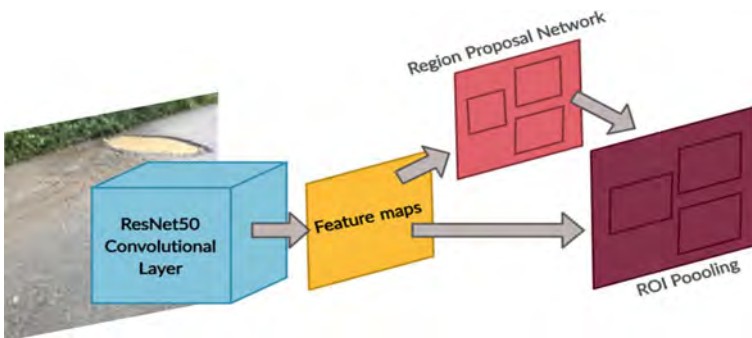 Region Proposal Network
ResNet50
Convolutional
Layer
Feature maps
ROI Poooling